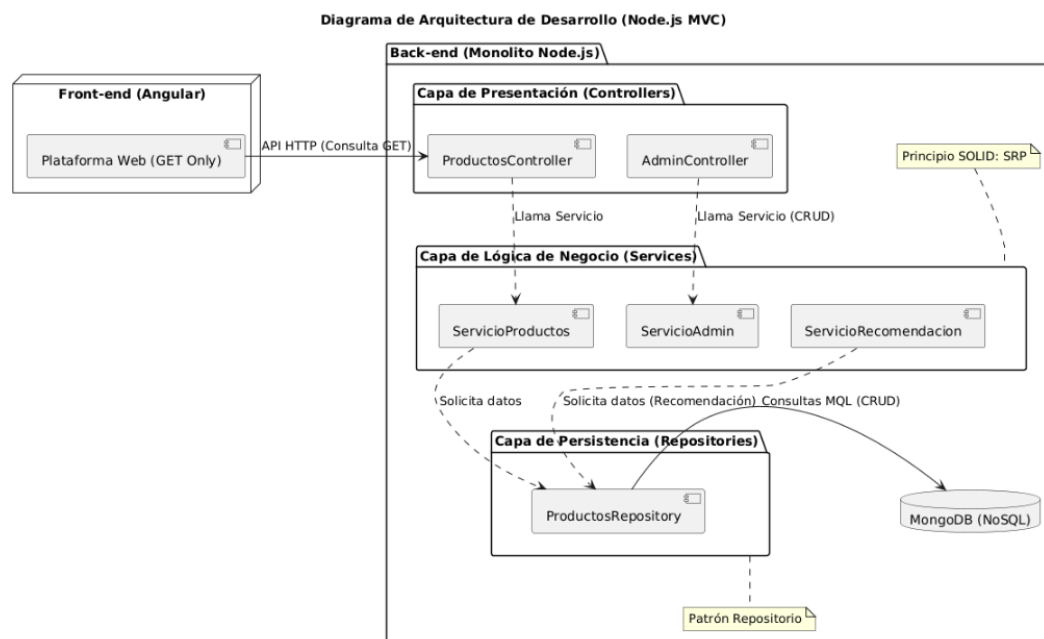 Diagrama de Arquitectura de Desarrollo (Node.js MVC)
Back-end (Monolito Node.js)
Front-end (Angular)
Plataforma Web (GET Only)
API HTTP (Consulta GET)
Capa de Presentación (Controllers)
ProductosController
AdminController
Principio SOLID: SRP
Llama Servicio
Llama Servicio (CRUD)
Capa de Lógica de Negocio (Services)
ServicioProductos
ServicioAdmin
ServicioRecomendacion
Solicita datos
Solicita datos (Recomendación)
Consultas MQL (CRUD)
Capa de Persistencia (Repositories)
ProductosRepository
MongoDB (NoSQL)
Patrón Repositorio